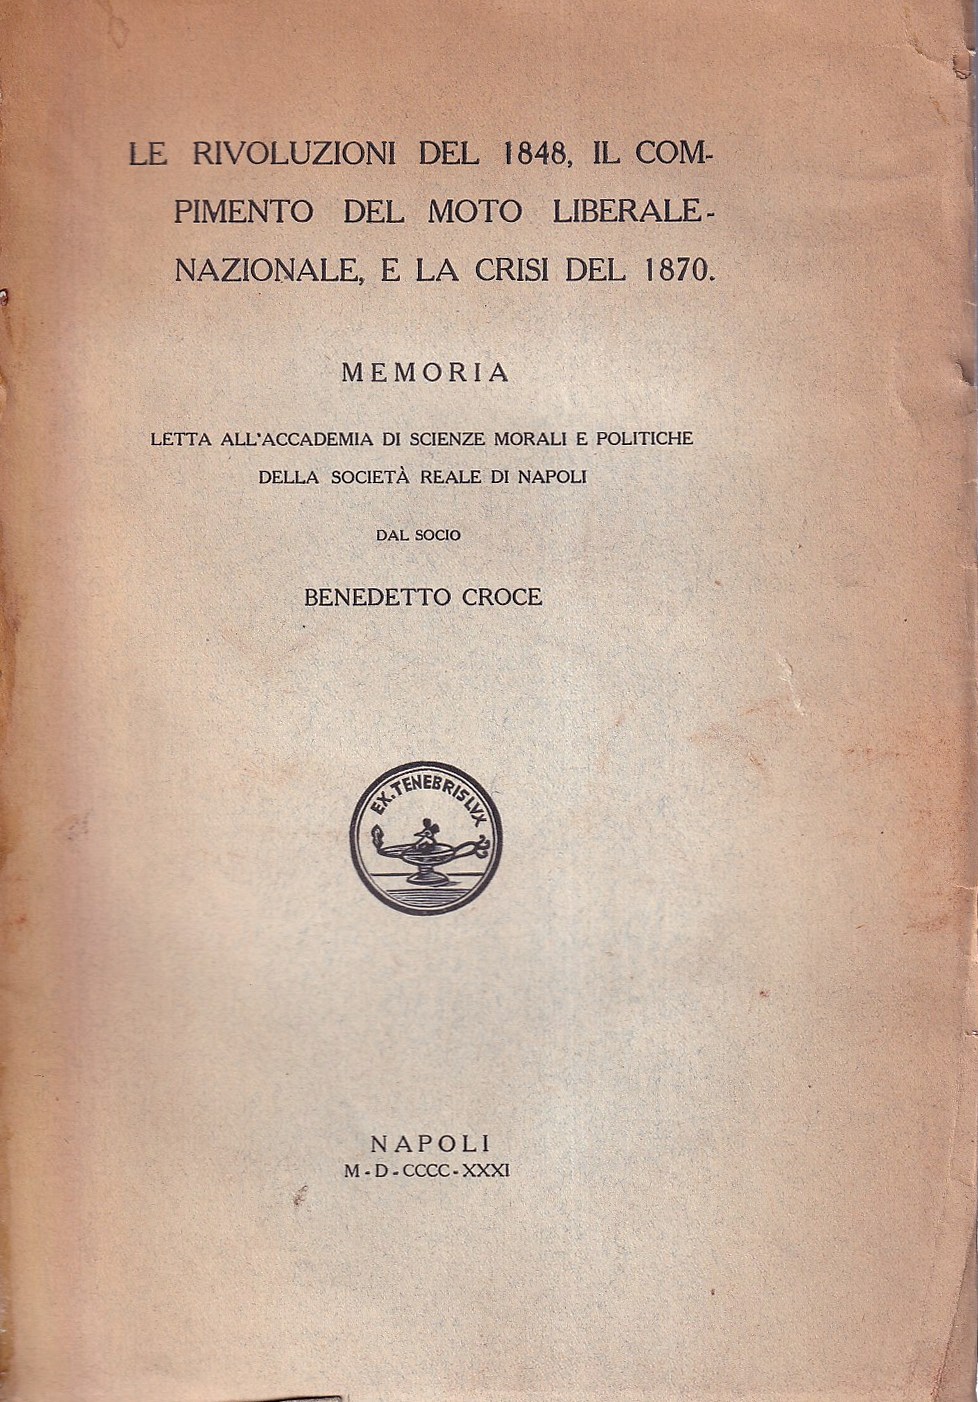 LE RIVOLUZIONI DEL 1848, IL COM-
PIMENTO DEL MOTO LIBERALE-
NAZIONALE, E LA CRISI DEL 1870.
MEMORIA
LETTA ALL'ACCADEMIA DI SCIENZE MORALI E POLITICHE
DELLA SOCIETÀ REALE DI NAPOLI
DAL SOCIO
BENEDETTO CROCE
EX·TENEBRIS LVX
NAPOLI
M-D-CCCC-XXXI